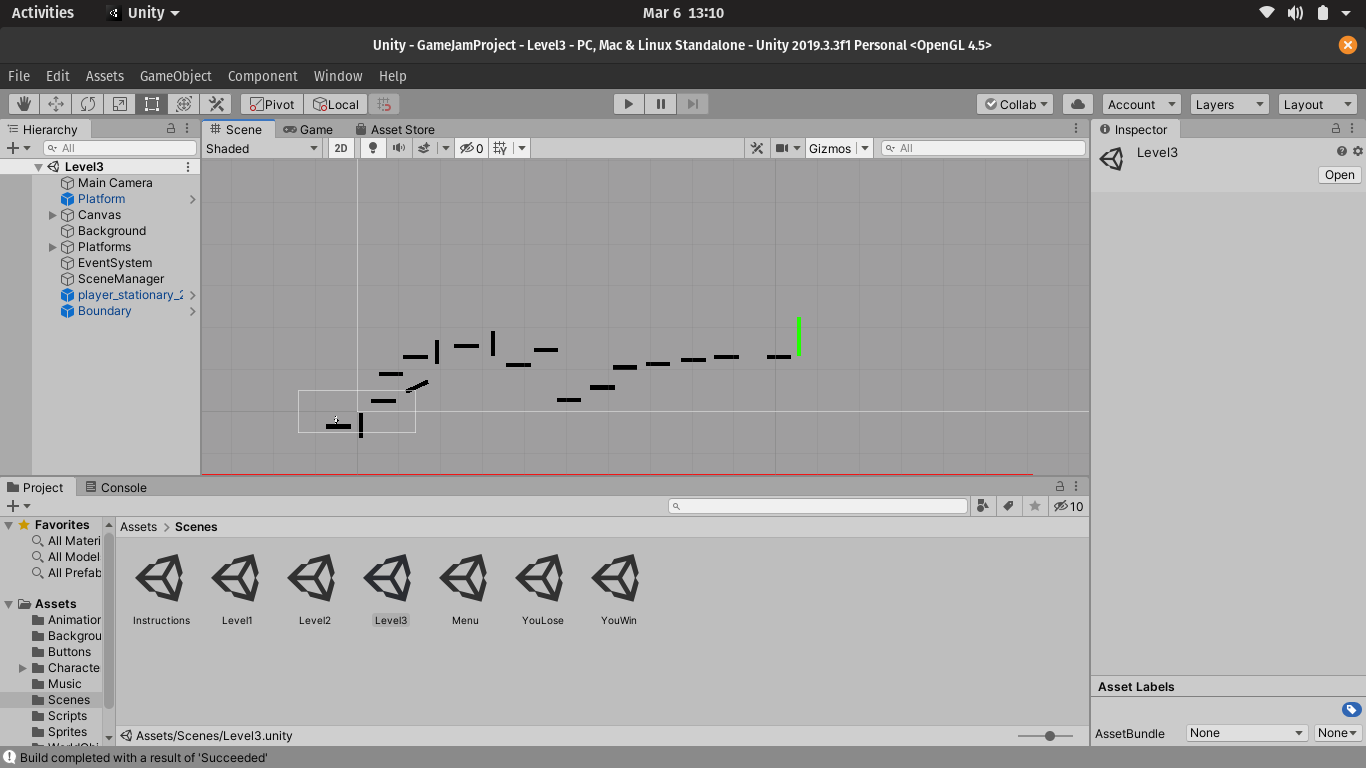 Activities Unity Mar 6 13:10
Unity - GameJamProject - Level3 - PC, Mac & Linux Standalone - Unity 2019.3.3f1 Personal <OpenGL 4.5>
File Edit Assets GameObject Component Window Help
Pivot Local Collab Account Layers Layout
Hierarchy
All
Level3
Main Camera
Platform
Canvas
Background
Platforms
EventSystem
SceneManager
player_stationary_2
Boundary
Scene Game Asset Store
Shaded 2D 0 Gizmos All
Inspector
Level3
Open
Project Console
10
Favorites
All Materi
All Model
All Prefab
Assets
Animation
Backgrou
Buttons
Characte
Music
Scenes
Scripts
Sprites
Assets > Scenes
Instructions Level1 Level2 Level3 Menu YouLose YouWin
Assets/Scenes/Level3.unity
Asset Labels
AssetBundle None None
Build completed with a result of 'Succeeded'